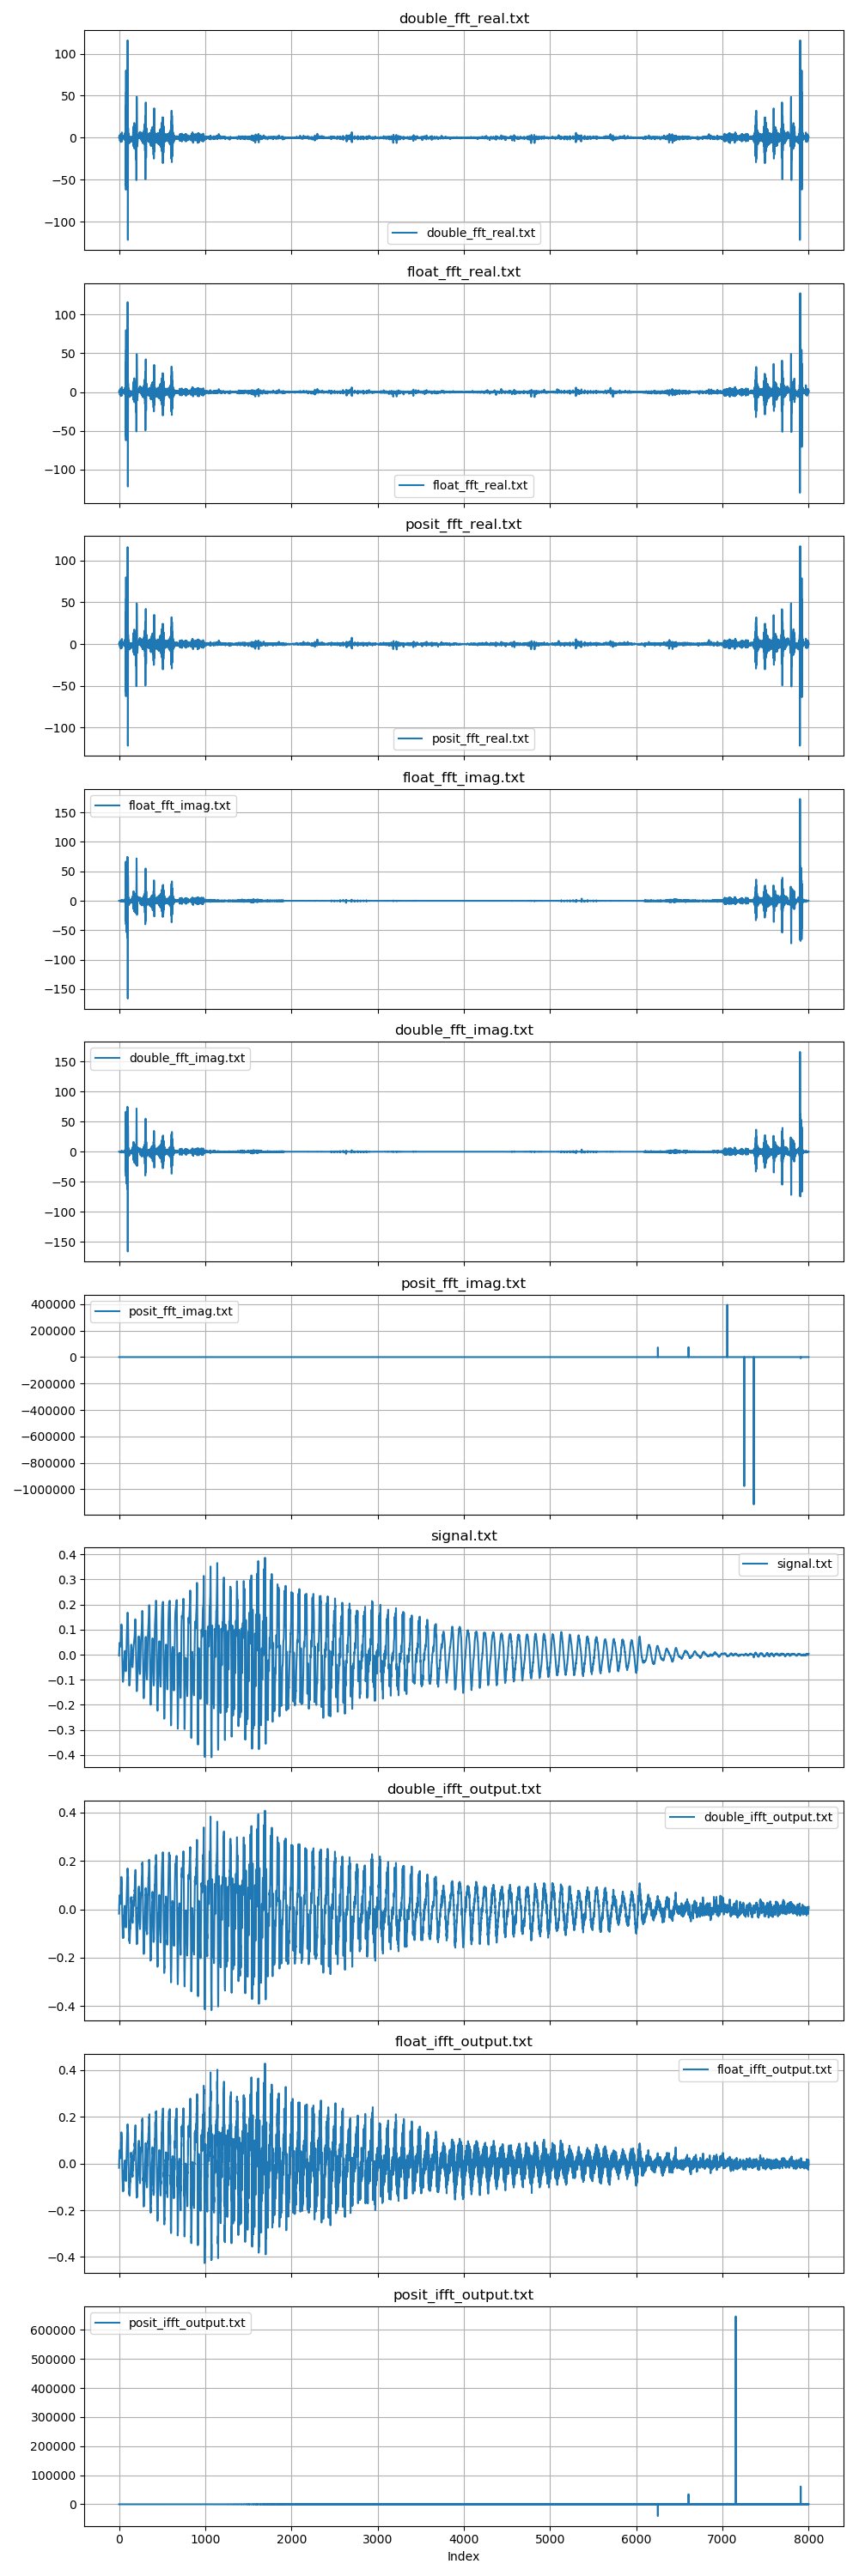 double_fft_real.txt
100
50
0
−50
−100
double_fft_real.txt
float_fft_real.txt
100
50
0
−50
−100
float_fft_real.txt
posit_fft_real.txt
100
50
0
−50
−100
posit_fft_real.txt
float_fft_imag.txt
float_fft_imag.txt
150
100
50
0
−50
−100
−150
double_fft_imag.txt
double_fft_imag.txt
150
100
50
0
−50
−100
−150
posit_fft_imag.txt
posit_fft_imag.txt
400000
200000
0
−200000
−400000
−600000
−800000
−1000000
signal.txt
signal.txt
0.4
0.3
0.2
0.1
0.0
−0.1
−0.2
−0.3
−0.4
double_ifft_output.txt
double_ifft_output.txt
0.4
0.2
0.0
−0.2
−0.4
float_ifft_output.txt
float_ifft_output.txt
0.4
0.2
0.0
−0.2
−0.4
posit_ifft_output.txt
posit_ifft_output.txt
600000
500000
400000
300000
200000
100000
0
0 1000 2000 3000 4000 5000 6000 7000 8000
Index